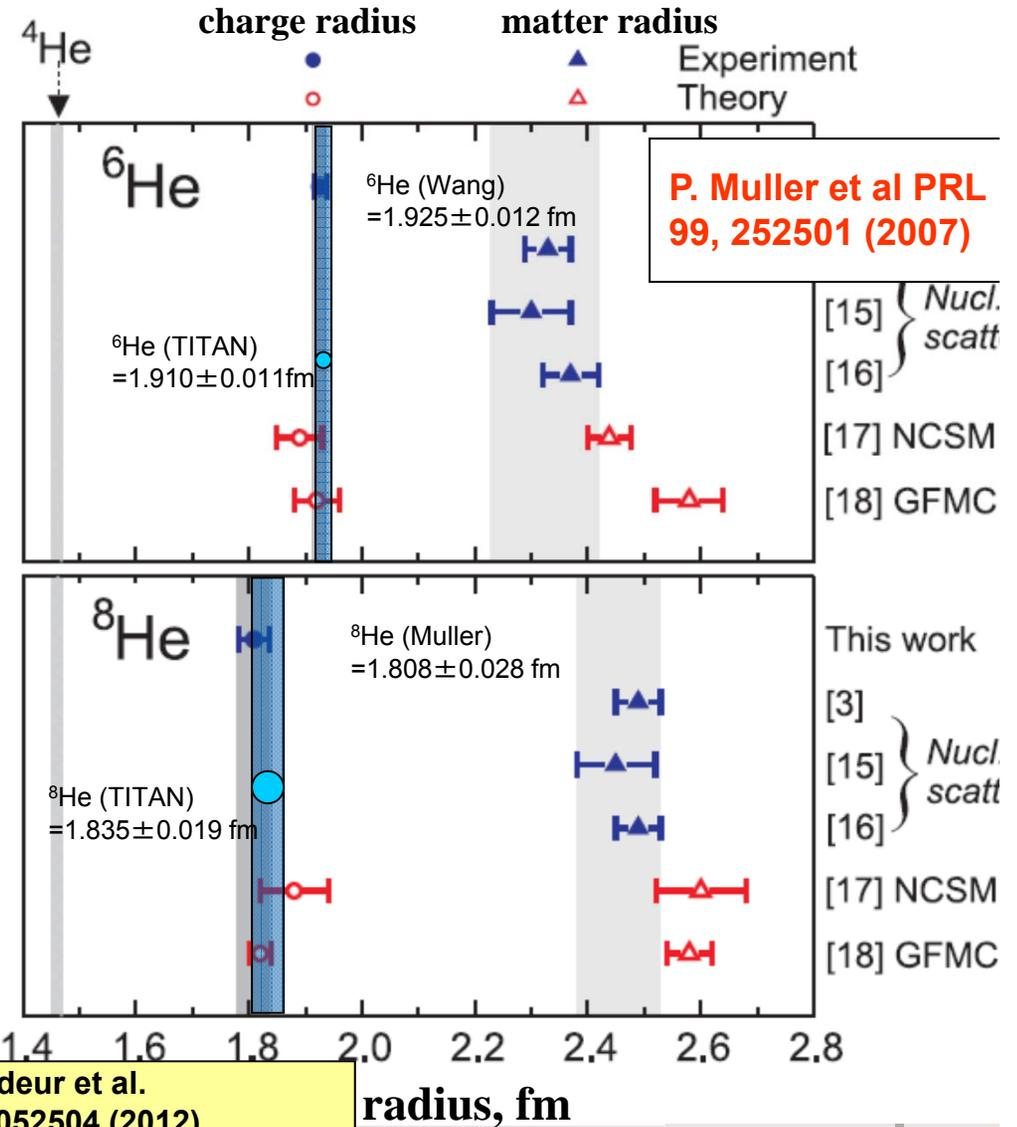 charge radius matter radius
⁴He
Experiment
Theory
⁶He
⁶He (Wang)
=1.925±0.012 fm
P. Muller et al PRL
99, 252501 (2007)
[15]
[16]
Nucl.
⁶He (TITAN)
=1.910±0.011fm
[17] NCSM
[18] GFMC
⁸He
⁸He (Muller)
=1.808±0.028 fm
This work
[3]
[15]
[16]
Nucl.
⁸He (TITAN)
=1.835±0.019 fm
[17] NCSM
[18] GFMC
1.4 1.6 1.8 2.0 2.2 2.4 2.6 2.8
radius, fm
deur et al.
052504 (2012)